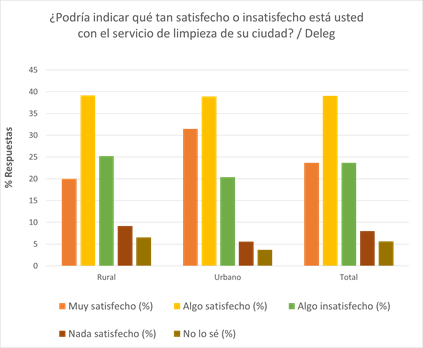 ¿Podría indicar qué tan satisfecho o insatisfecho está usted
con el servicio de limpieza de su ciudad? / Deleg
% Respuestas
45
40
35
30
25
20
15
10
5
0
Rural Urbano Total
Muy satisfecho (%) Algo satisfecho (%) Algo insatisfecho (%)
Nada satisfecho (%) No lo sé (%)